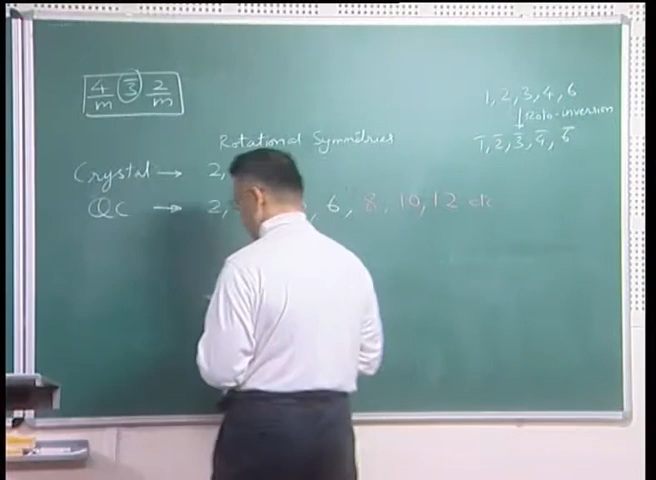 4/m 3̅ 2/m
1, 2, 3, 4, 6
↓ Roto-inversion
1̅, 2̅, 3̅, 4̅, 6̅
Rotational Symmetries
Crystal → 2,
QC → 2, , 6, 8, 10, 12 etc